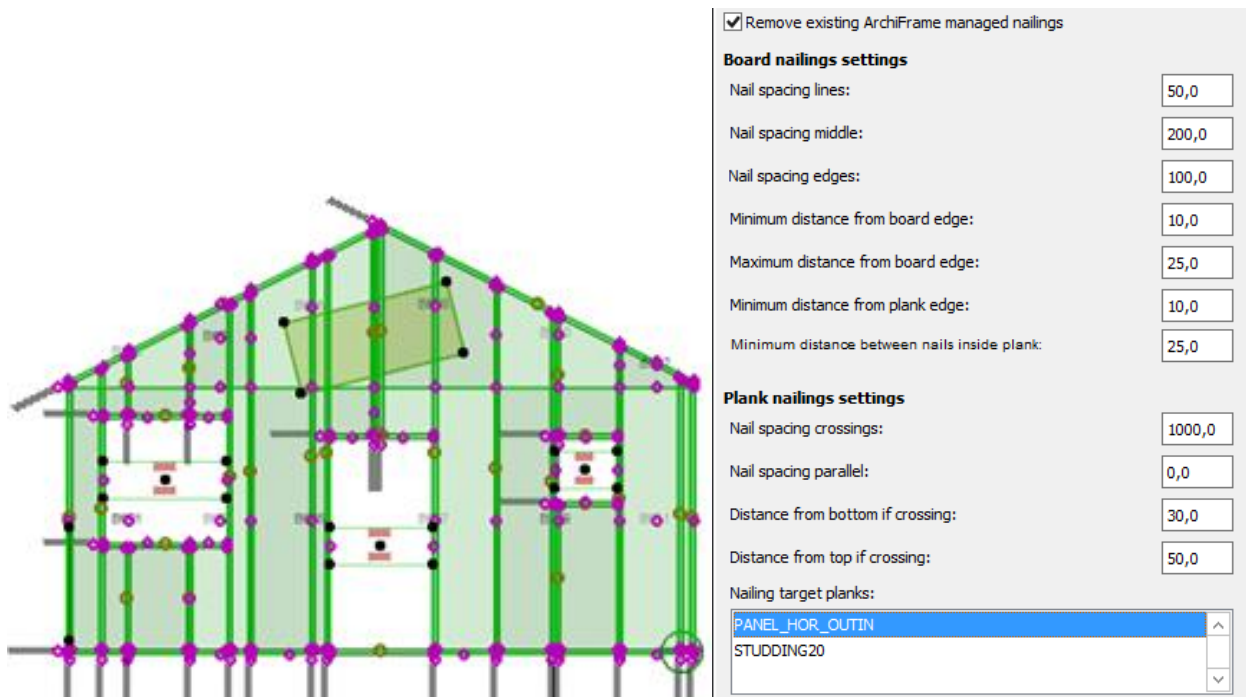 Remove existing ArchiFrame managed nailings
Board nailings settings
Nail spacing lines: 50,0
Nail spacing middle: 200,0
Nail spacing edges: 100,0
Minimum distance from board edge: 10,0
Maximum distance from board edge: 25,0
Minimum distance from plank edge: 10,0
Minimum distance between nails inside plank: 25,0
Plank nailings settings
Nail spacing crossings: 1000,0
Nail spacing parallel: 0,0
Distance from bottom if crossing: 30,0
Distance from top if crossing: 50,0
Nailing target planks:
PANEL_HOR_OUTIN
STUDDING20